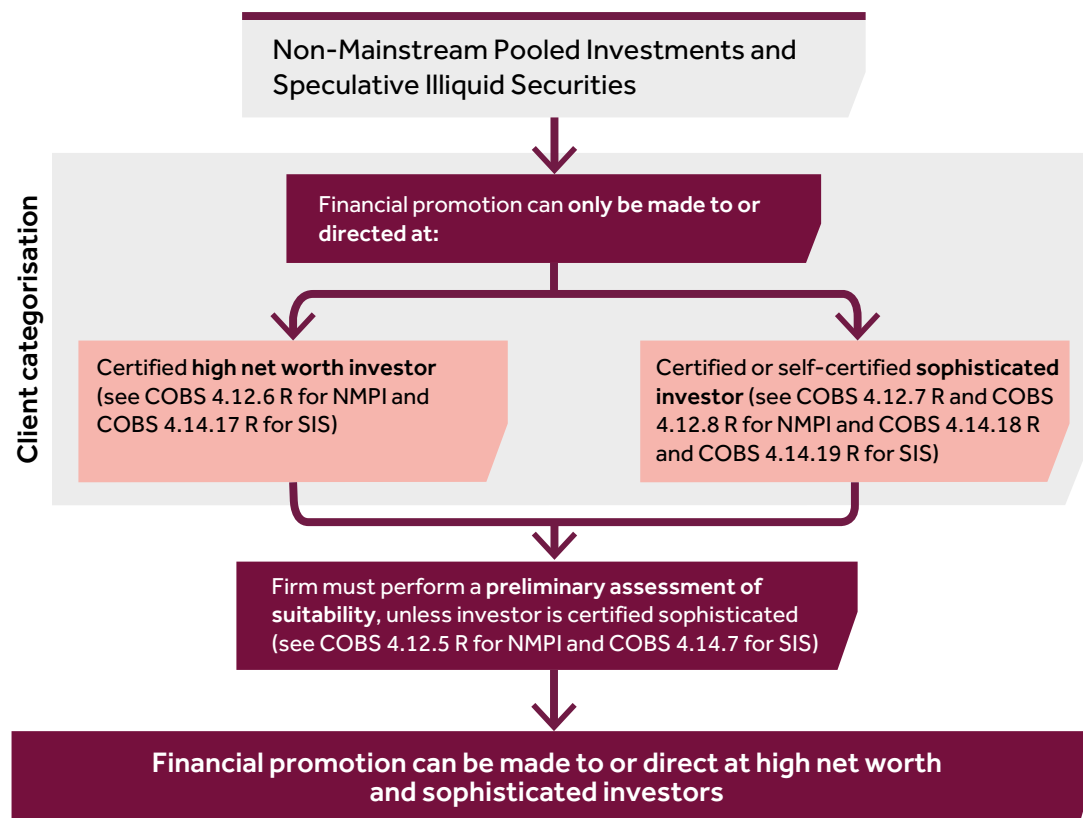 Non-Mainstream Pooled Investments and
Speculative Illiquid Securities
Client categorisation
Financial promotion can only be made to or
directed at:
Certified high net worth investor
(see COBS 4.12.6 R for NMPI and
COBS 4.14.17 R for SIS)
Certified or self-certified sophisticated
investor (see COBS 4.12.7 R and COBS
4.12.8 R for NMPI and COBS 4.14.18 R
and COBS 4.14.19 R for SIS)
Firm must perform a preliminary assessment of
suitability, unless investor is certified sophisticated
(see COBS 4.12.5 R for NMPI and COBS 4.14.7 for SIS)
Financial promotion can be made to or direct at high net worth
and sophisticated investors